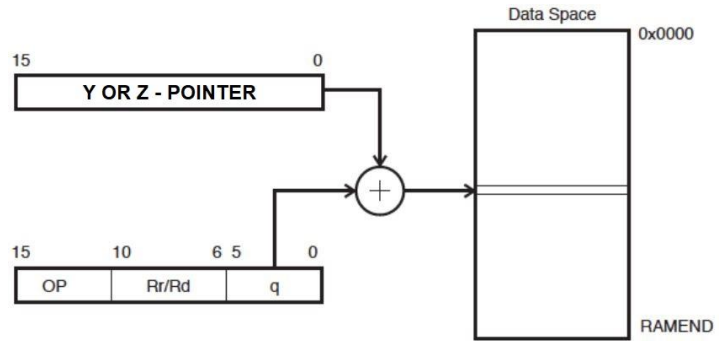 Data Space
0x0000
15 0
Y OR Z - POINTER
+
15 10 6 5 0
OP Rr/Rd q
RAMEND